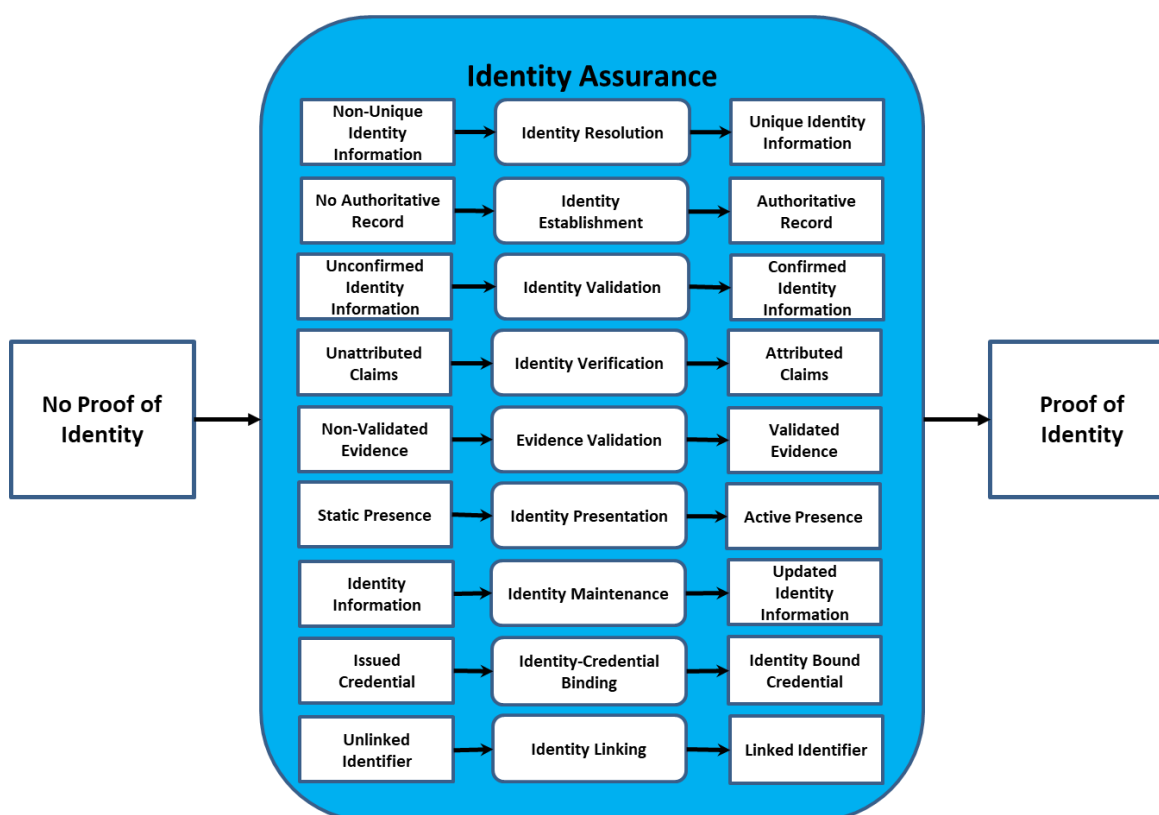 Identity Assurance
Non-Unique
Identity
Information
Identity Resolution
Unique Identity
Information
No Authoritative
Record
Identity
Establishment
Authoritative
Record
Unconfirmed
Identity
Information
Identity Validation
Confirmed
Identity
Information
Unattributed
Claims
Identity Verification
Attributed
Claims
No Proof of
Identity
Non-Validated
Evidence
Evidence Validation
Validated
Evidence
Proof of
Identity
Static Presence
Identity Presentation
Active Presence
Identity
Information
Identity Maintenance
Updated
Identity
Information
Issued
Credential
Identity-Credential
Binding
Identity Bound
Credential
Unlinked
Identifier
Identity Linking
Linked Identifier